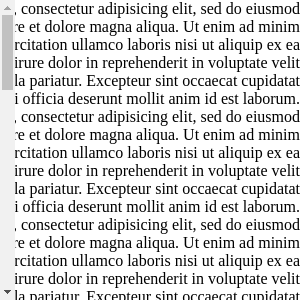 , consectetur adipisicing elit, sed do eiusmod
re et dolore magna aliqua. Ut enim ad minim
rcitation ullamco laboris nisi ut aliquip ex ea
irure dolor in reprehenderit in voluptate velit
la pariatur. Excepteur sint occaecat cupidatat
i officia deserunt mollit anim id est laborum.
, consectetur adipisicing elit, sed do eiusmod
re et dolore magna aliqua. Ut enim ad minim
rcitation ullamco laboris nisi ut aliquip ex ea
irure dolor in reprehenderit in voluptate velit
la pariatur. Excepteur sint occaecat cupidatat
i officia deserunt mollit anim id est laborum.
, consectetur adipisicing elit, sed do eiusmod
re et dolore magna aliqua. Ut enim ad minim
rcitation ullamco laboris nisi ut aliquip ex ea
irure dolor in reprehenderit in voluptate velit
la pariatur. Excepteur sint occaecat cupidatat